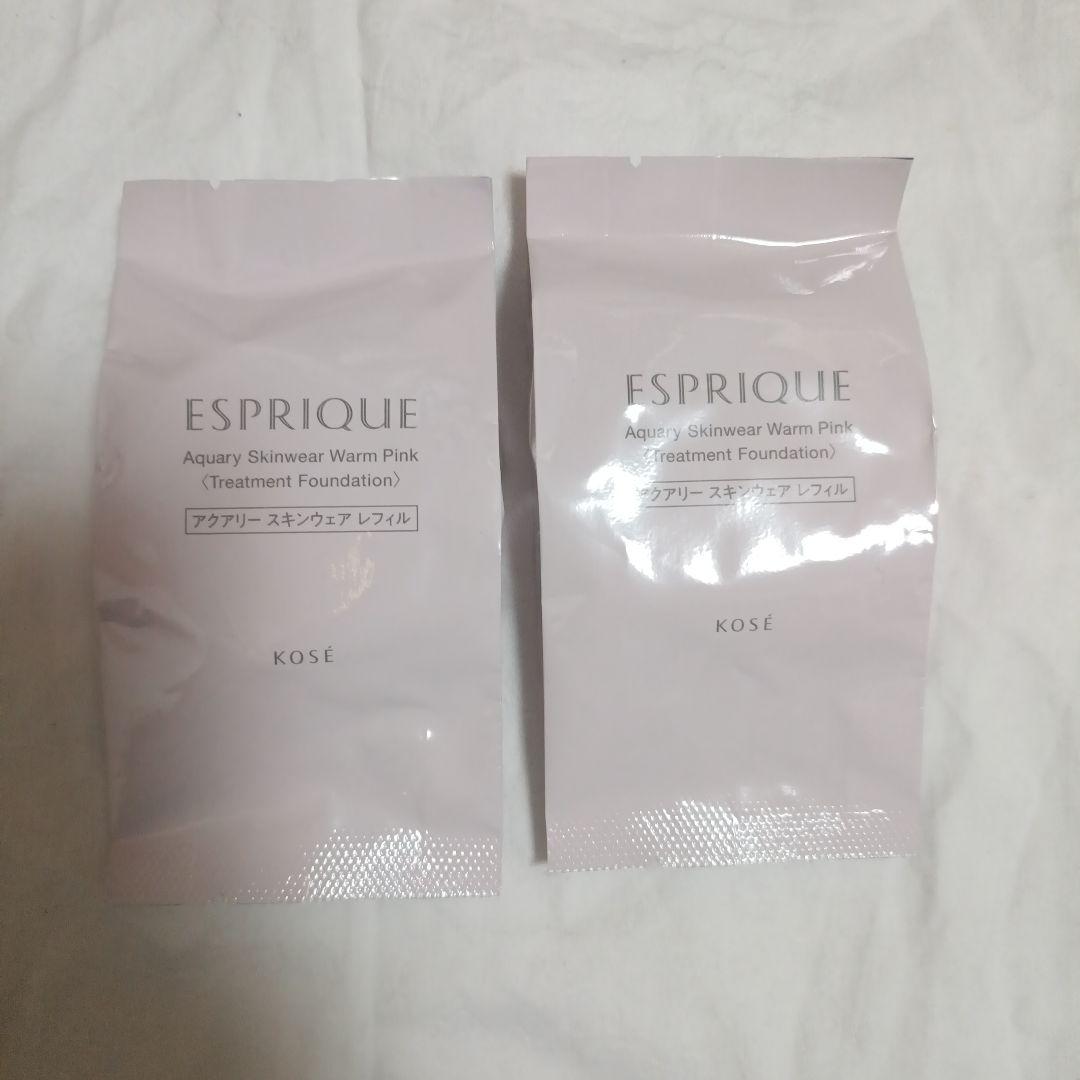 ESPRIQUE
Aquary Skinwear Warm Pink
〈Treatment Foundation〉
アクアリー スキンウェア レフィル
KOSÉ
ESPRIQUE
Aquary Skinwear Warm Pink
〈Treatment Foundation〉
アクアリー スキンウェア レフィル
KOSÉ